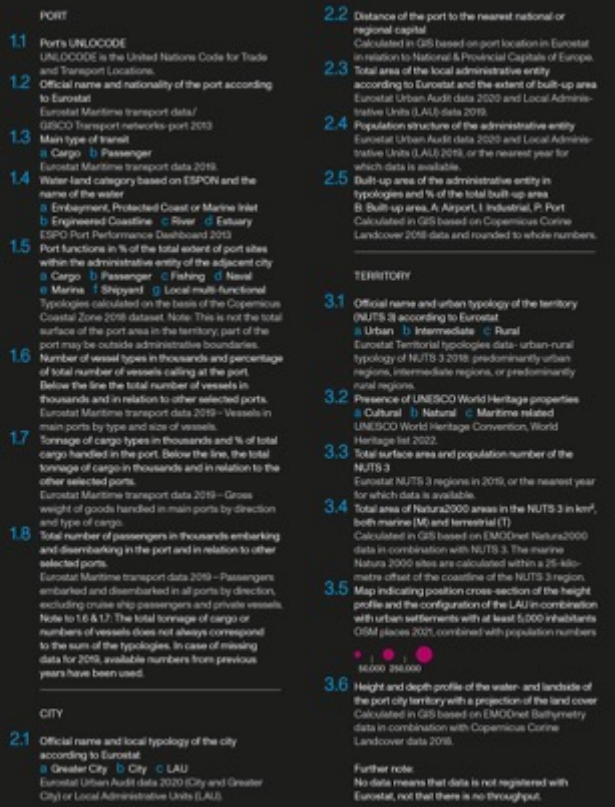 PORT
1.1 Port's UNLOCODE
UNLOCODE is the United Nations Code for Trade
and Transport Locations.
1.2 Official name and nationality of the port according
to Eurostat
Eurostat Maritime transport data/
GISCO Transport networks-port 2013
1.3 Main type of transit
a Cargo b Passenger
Eurostat Maritime transport data 2019.
1.4 Water-land category based on ESPON and the
name of the water
a Embayment, Protected Coast or Marine Inlet
b Engineered Coastline c River d Estuary
ESPO Port Performance Dashboard 2013
1.5 Port functions in % of the total extent of port sites
within the administrative entity of the adjacent city
a Cargo b Passenger c Fishing d Naval
e Marina f Shipyard g Local multi-functional
Typologies calculated on the basis of the Copernicus
Coastal Zone 2018 dataset. Note: This is not the total
surface of the port area in the territory; part of the
port may be outside administrative boundaries.
1.6 Number of vessel types in thousands and percentage
of total number of vessels calling at the port.
Below the line the total number of vessels in
thousands and in relation to other selected ports.
Eurostat Maritime transport data 2019 – Vessels in
main ports by type and size of vessels.
1.7 Tonnage of cargo types in thousands and % of total
cargo handled in the port. Below the line, the total
tonnage of cargo in thousands and in relation to the
other selected ports.
Eurostat Maritime transport data 2019 – Gross
weight of goods handled in main ports by direction
and type of cargo.
1.8 Total number of passengers in thousands embarking
and disembarking in the port and in relation to other
selected ports.
Eurostat Maritime transport data 2019 – Passengers
embarked and disembarked in all ports by direction,
excluding cruise ship passengers and private vessels.
Note to 1.6 & 1.7: The total tonnage of cargo or
numbers of vessels does not always correspond
to the sum of the typologies. In case of missing
data for 2019, available numbers from previous
years have been used.
CITY
2.1 Official name and local typology of the city
according to Eurostat
a Greater City b City c LAU
Eurostat Urban Audit data 2020 (City and Greater
City) or Local Administrative Units (LAU).
2.2 Distance of the port to the nearest national or
regional capital
Calculated in GIS based on port location in Eurostat
in relation to National & Provincial Capitals of Europe.
2.3 Total area of the local administrative entity
according to Eurostat and the extent of built-up area
Eurostat Urban Audit data 2020 and Local Adminis-
trative Units (LAU) data 2019.
2.4 Population structure of the administrative entity
Eurostat Urban Audit data 2020 and Local Adminis-
trative Units (LAU) 2019, or the nearest year for
which data is available.
2.5 Built-up area of the administrative entity in
typologies and % of the total built-up area
B: Built-up area, A: Airport, I: Industrial, P: Port
Calculated in GIS based on Copernicus Corine
Landcover 2018 data and rounded to whole numbers.
TERRITORY
3.1 Official name and urban typology of the territory
(NUTS 3) according to Eurostat
a Urban b Intermediate c Rural
Eurostat Territorial typologies data- urban-rural
typology of NUTS 3 2018: predominantly urban
regions, intermediate regions, or predominantly
rural regions.
3.2 Presence of UNESCO World Heritage properties
a Cultural b Natural c Maritime related
UNESCO World Heritage Convention, World
Heritage list 2022.
3.3 Total surface area and population number of the
NUTS 3
Eurostat NUTS 3 regions in 2019, or the nearest year
for which data is available.
3.4 Total area of Natura2000 areas in the NUTS 3 in km²,
both marine (M) and terrestrial (T)
Calculated in GIS based on EMODnet Natura2000
data in combination with NUTS 3. The marine
Natura 2000 sites are calculated within a 25-kilo-
metre offset of the coastline of the NUTS 3 region.
3.5 Map indicating position cross-section of the height
profile and the configuration of the LAU in combination
with urban settlements with at least 5,000 inhabitants
OSM places 2021, combined with population numbers
50,000 250,000
3.6 Height and depth profile of the water- and landside of
the port city territory with a projection of the land cover
Calculated in GIS based on EMODnet Bathymetry
data in combination with Copernicus Corine
Landcover data 2018.
Further note:
No data means that data is not registered with
Eurostat, not that there is no throughput.